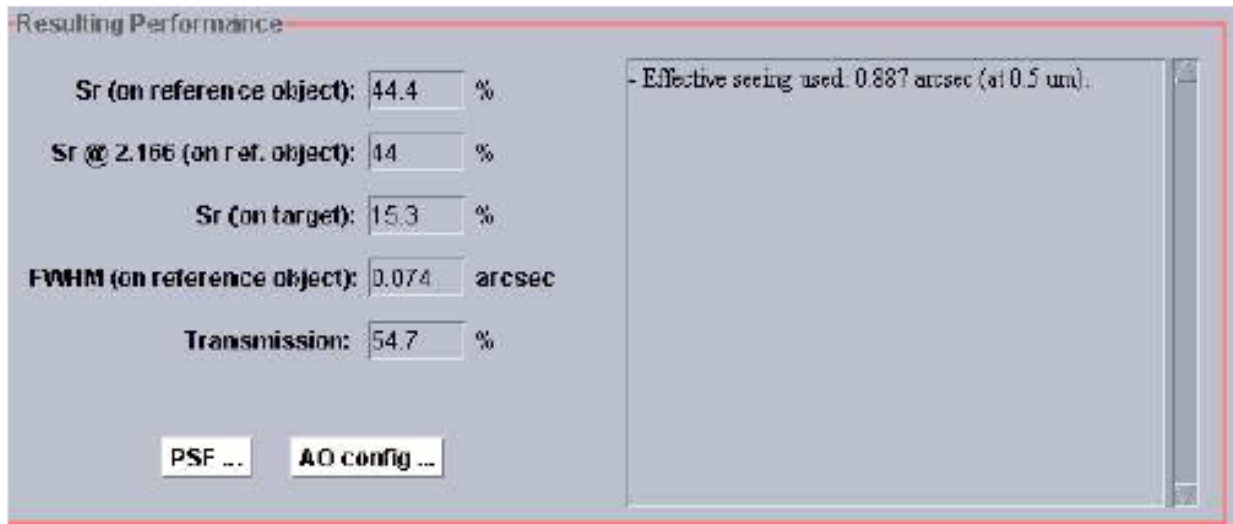 Resulting Performance
Sr (on reference object): 44.4 %
Sr @ 2.166 (on ref. object): 44 %
Sr (on target): 15.3 %
FWHM (on reference object): 0.074 arcsec
Transmission: 54.7 %
PSF ... AO config ...
- Effective seeing used: 0.887 arcsec (at 0.5 um).